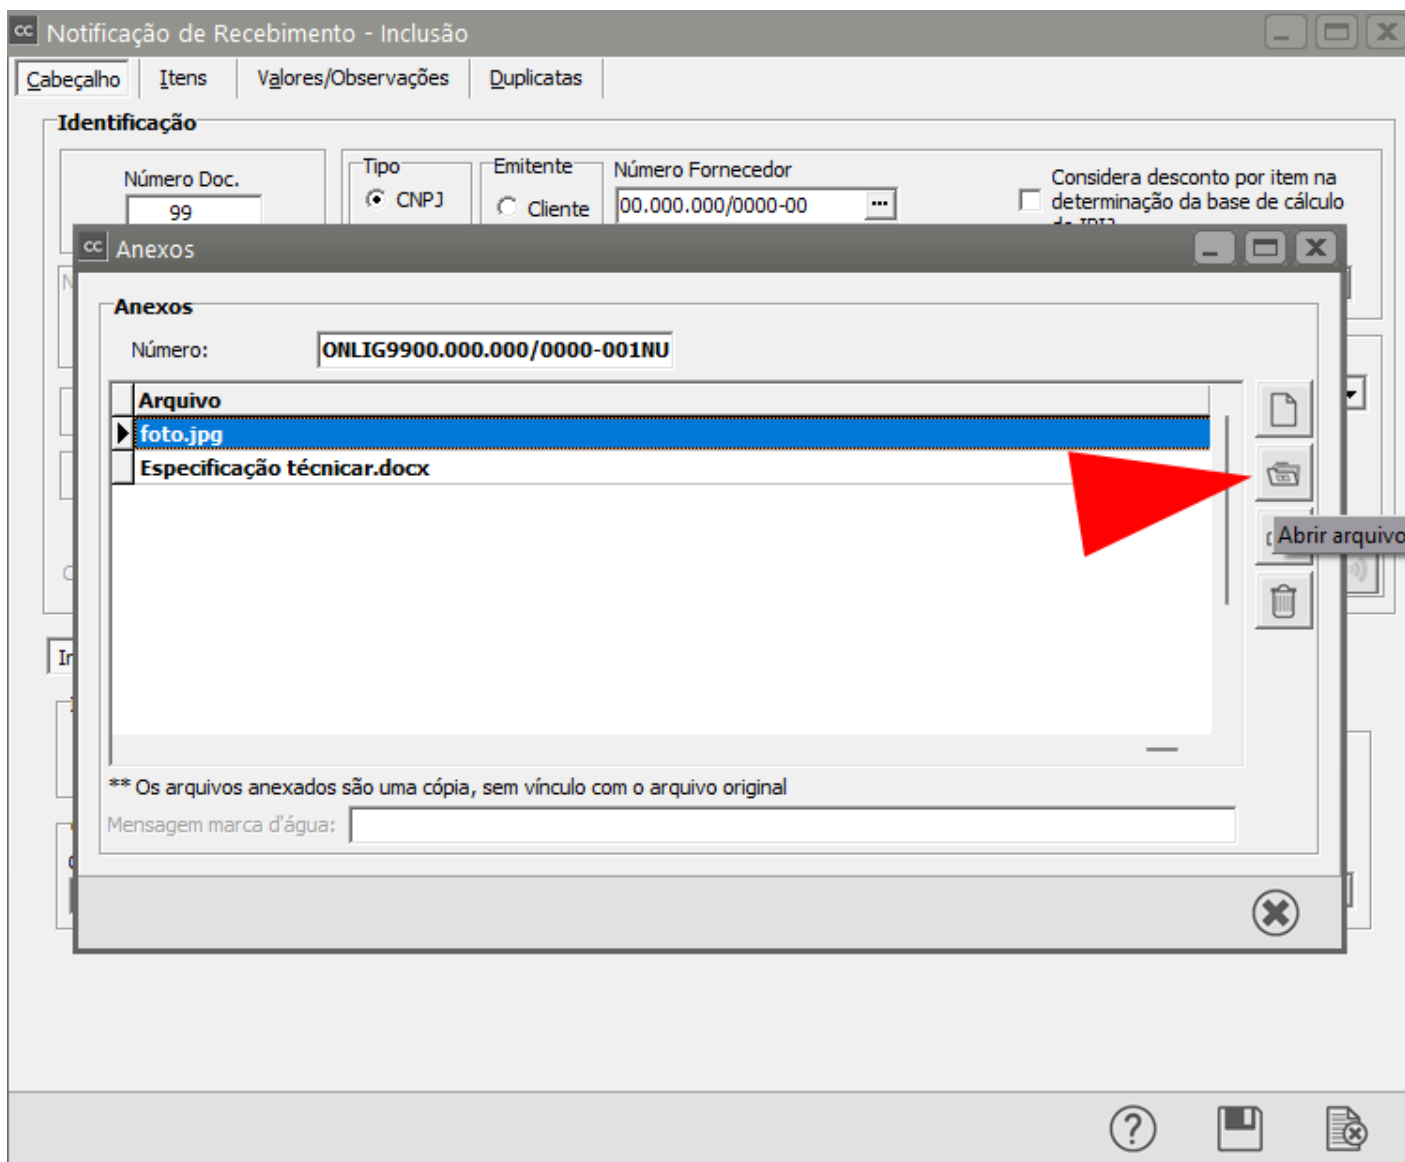 cc Notificação de Recebimento - Inclusão
Cabeçalho Itens Valores/Observações Duplicatas
Identificação
Número Doc.
99
Tipo
CNPJ
Emitente
Cliente
Número Fornecedor
00.000.000/0000-00 ...
Considera desconto por item na
determinação da base de cálculo
cc Anexos
Anexos
Número: ONLIG9900.000.000/0000-001NU
Arquivo
foto.jpg
Especificação técnicar.docx
Abrir arquivo
** Os arquivos anexados são uma cópia, sem vínculo com o arquivo original
Mensagem marca d'água: